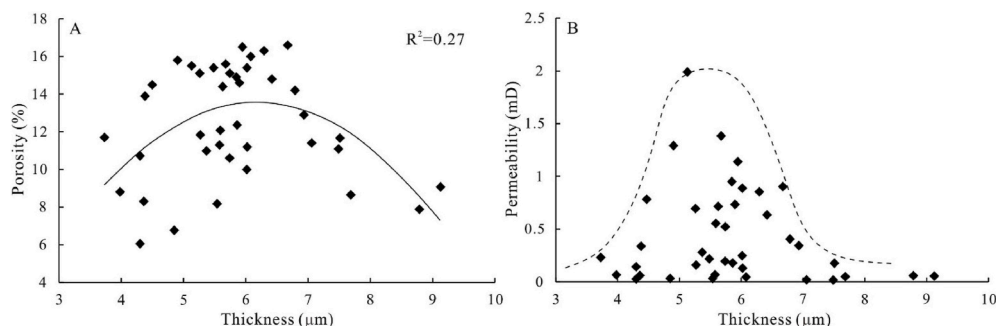 A
R²=0.27
Porosity (%)
18
16
14
12
10
8
6
4
3 4 5 6 7 8 9 10
Thickness (μm)
B
Permeability (mD)
2.5
2
1.5
1
0.5
0
3 4 5 6 7 8 9 10
Thickness (μm)